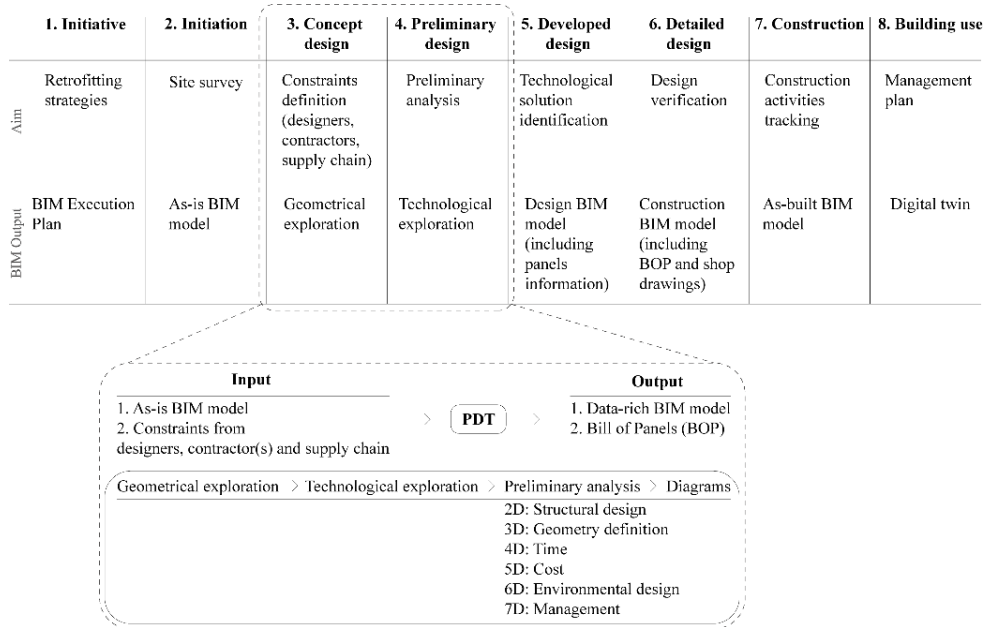 1. Initiative 2. Initiation 3. Concept design 4. Preliminary design 5. Developed design 6. Detailed design 7. Construction 8. Building use
Aim
Retrofitting strategies
Site survey
Constraints definition (designers, contractors, supply chain)
Preliminary analysis
Technological solution identification
Design verification
Construction activities tracking
Management plan
BIM Output
BIM Execution Plan
As-is BIM model
Geometrical exploration
Technological exploration
Design BIM model (including panels information)
Construction BIM model (including BOP and shop drawings)
As-built BIM model
Digital twin
Input
1. As-is BIM model
2. Constraints from
designers, contractor(s) and supply chain
> PDT >
Output
1. Data-rich BIM model
2. Bill of Panels (BOP)
Geometrical exploration > Technological exploration > Preliminary analysis > Diagrams
2D: Structural design
3D: Geometry definition
4D: Time
5D: Cost
6D: Environmental design
7D: Management